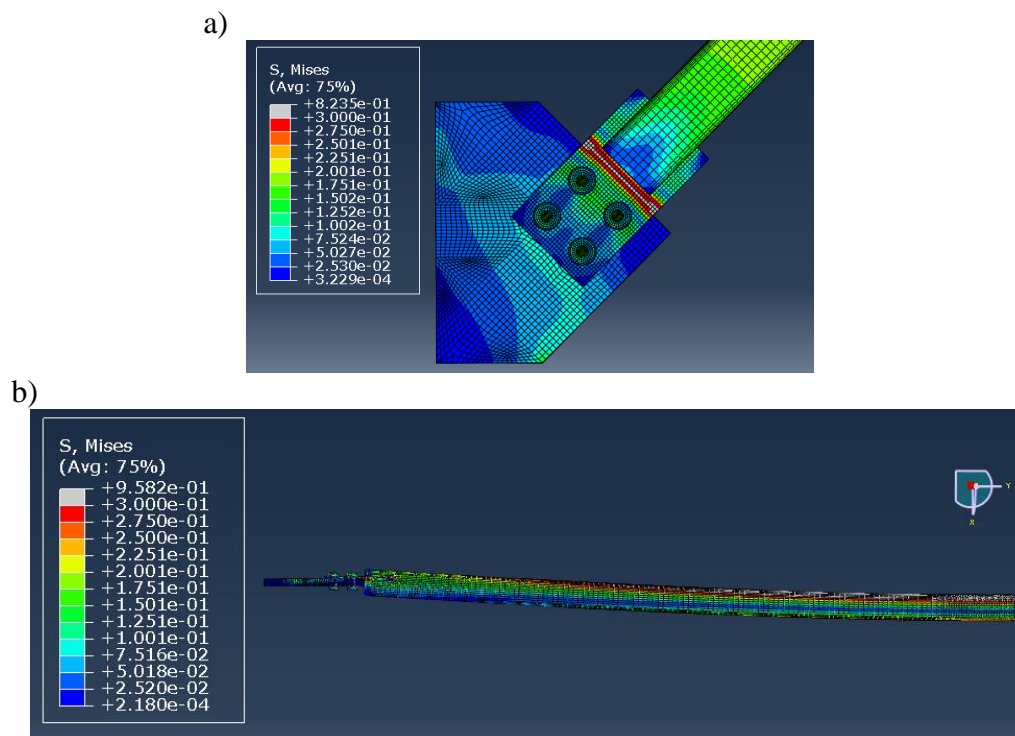 a)
S, Mises
(Avg: 75%)
+8.235e-01
+3.000e-01
+2.750e-01
+2.501e-01
+2.251e-01
+2.001e-01
+1.751e-01
+1.502e-01
+1.252e-01
+1.002e-01
+7.524e-02
+5.027e-02
+2.530e-02
+3.229e-04
b)
S, Mises
(Avg: 75%)
+9.582e-01
+3.000e-01
+2.750e-01
+2.500e-01
+2.251e-01
+2.001e-01
+1.751e-01
+1.501e-01
+1.251e-01
+1.001e-01
+7.516e-02
+5.018e-02
+2.520e-02
+2.180e-04
Y
X